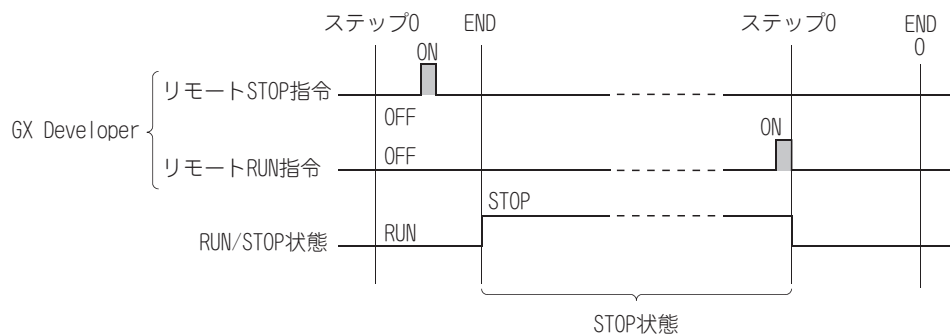 ステップ0 END ステップ0 END
0
ON
リモートSTOP指令
OFF
GX Developer
ON
リモートRUN指令
OFF
STOP
RUN/STOP状態
RUN
STOP状態